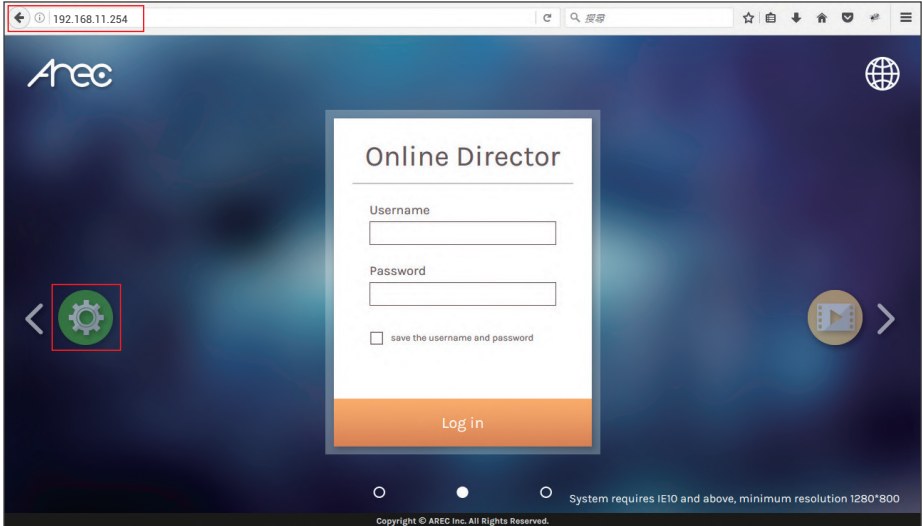 192.168.11.254
搜尋
Arec
Online Director
Username
Password
save the username and password
Log in
System requires IE10 and above, minimum resolution 1280*800
Copyright © AREC Inc. All Rights Reserved.